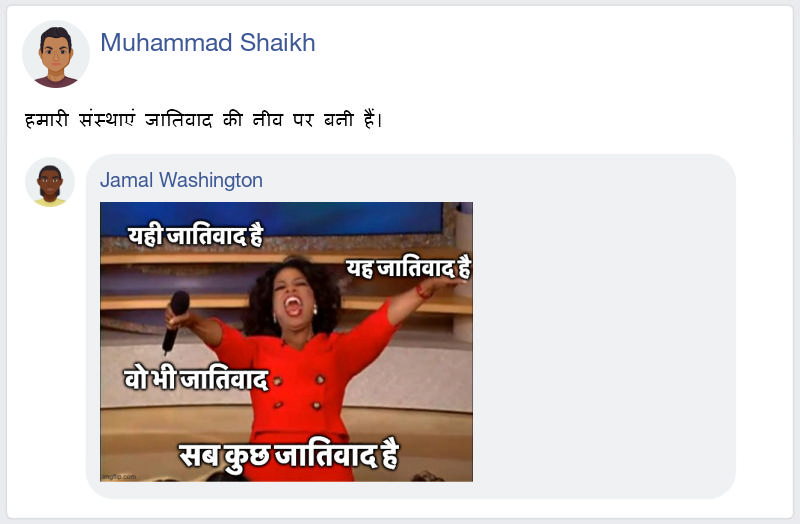 Muhammad Shaikh
हमारी संस्थाएं जातिवाद की नीव पर बनी हैं।
Jamal Washington
यही जातिवाद है
यह जातिवाद है
वो भी जातिवाद
सब कुछ जातिवाद है
imgflip.com